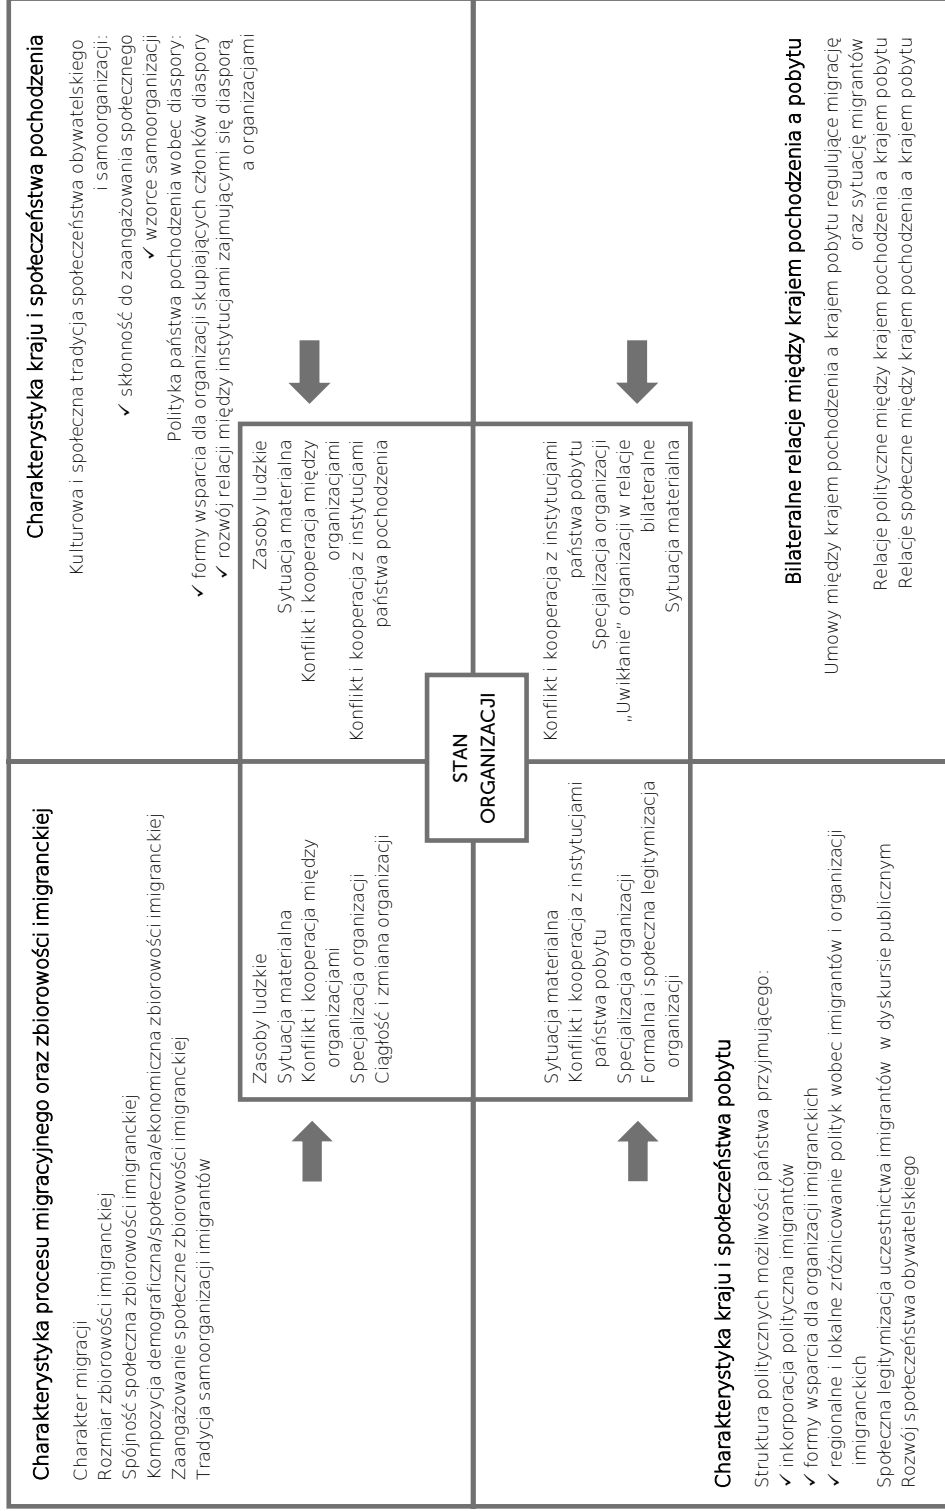 Charakterystyka procesu migracyjnego oraz zbiorowości imigranckiej
Charakter migracji
Rozmiar zbiorowości imigranckiej
Spójność społeczna zbiorowości imigranckiej
Kompozycja demograficzna/społeczna/ekonomiczna zbiorowości imigranckiej
Zaangażowanie społeczne zbiorowości imigranckiej
Tradycja samoorganizacji imigrantów
Charakterystyka kraju i społeczeństwa pochodzenia
Kulturowa i społeczna tradycja społeczeństwa obywatelskiego
i samoorganizacji:
✓ skłonność do zaangażowania społecznego
✓ wzorce samoorganizacji
Polityka państwa pochodzenia wobec diaspory:
✓ formy wsparcia dla organizacji skupiających członków diaspory
✓ rozwój relacji między instytucjami zajmującymi się diasporą
a organizacjami
Zasoby ludzkie
Sytuacja materialna
Konflikt i kooperacja między
organizacjami
Specjalizacja organizacji
Ciągłość i zmiana organizacji
Zasoby ludzkie
Sytuacja materialna
Konflikt i kooperacja między
organizacjami
Konflikt i kooperacja z instytucjami
państwa pochodzenia
STAN
ORGANIZACJI
Sytuacja materialna
Konflikt i kooperacja z instytucjami
państwa pobytu
Specjalizacja organizacji
Formalna i społeczna legitymizacja
organizacji
Konflikt i kooperacja z instytucjami
państwa pobytu
Specjalizacja organizacji
„Uwikłanie” organizacji w relacje
bilateralne
Sytuacja materialna
Charakterystyka kraju i społeczeństwa pobytu
Struktura politycznych możliwości państwa przyjmującego:
✓ inkorporacja polityczna imigrantów
✓ formy wsparcia dla organizacji imigranckich
✓ regionalne i lokalne zróżnicowanie polityk wobec imigrantów i organizacji
imigranckich
Społeczna legitymizacja uczestnictwa imigrantów w dyskursie publicznym
Rozwój społeczeństwa obywatelskiego
Bilateralne relacje między krajem pochodzenia a pobytu
Umowy między krajem pochodzenia a krajem pobytu regulujące migrację
oraz sytuację migrantów
Relacje polityczne między krajem pochodzenia a krajem pobytu
Relacje społeczne między krajem pochodzenia a krajem pobytu